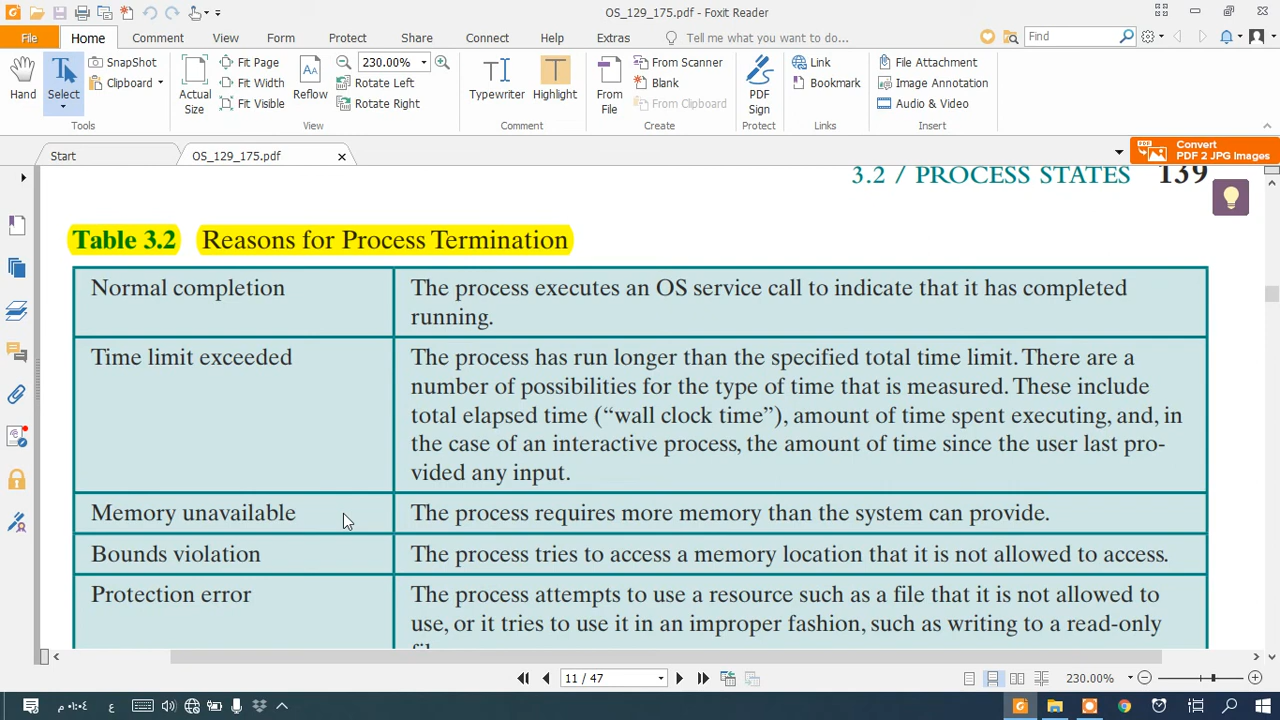 OS_129_175.pdf - Foxit Reader
File Home Comment View Form Protect Share Connect Help Extras Tell me what you want to do... Find
Hand
Select
SnapShot
Clipboard
Tools
Actual Size
Fit Page
Fit Width
Fit Visible
Reflow
230.00%
Rotate Left
Rotate Right
View
Typewriter
Highlight
Comment
From File
From Scanner
Blank
From Clipboard
Create
PDF Sign
Protect
Link
Bookmark
Links
File Attachment
Image Annotation
Audio & Video
Insert
Start OS_129_175.pdf
Convert
PDF 2 JPG Images
3.2 / PROCESS STATES 139
Table 3.2 Reasons for Process Termination
Normal completion The process executes an OS service call to indicate that it has completed
running.
Time limit exceeded The process has run longer than the specified total time limit. There are a
number of possibilities for the type of time that is measured. These include
total elapsed time (“wall clock time”), amount of time spent executing, and, in
the case of an interactive process, the amount of time since the user last pro-
vided any input.
Memory unavailable The process requires more memory than the system can provide.
Bounds violation The process tries to access a memory location that it is not allowed to access.
Protection error The process attempts to use a resource such as a file that it is not allowed to
use, or it tries to use it in an improper fashion, such as writing to a read-only
11 / 47 230.00%
ع